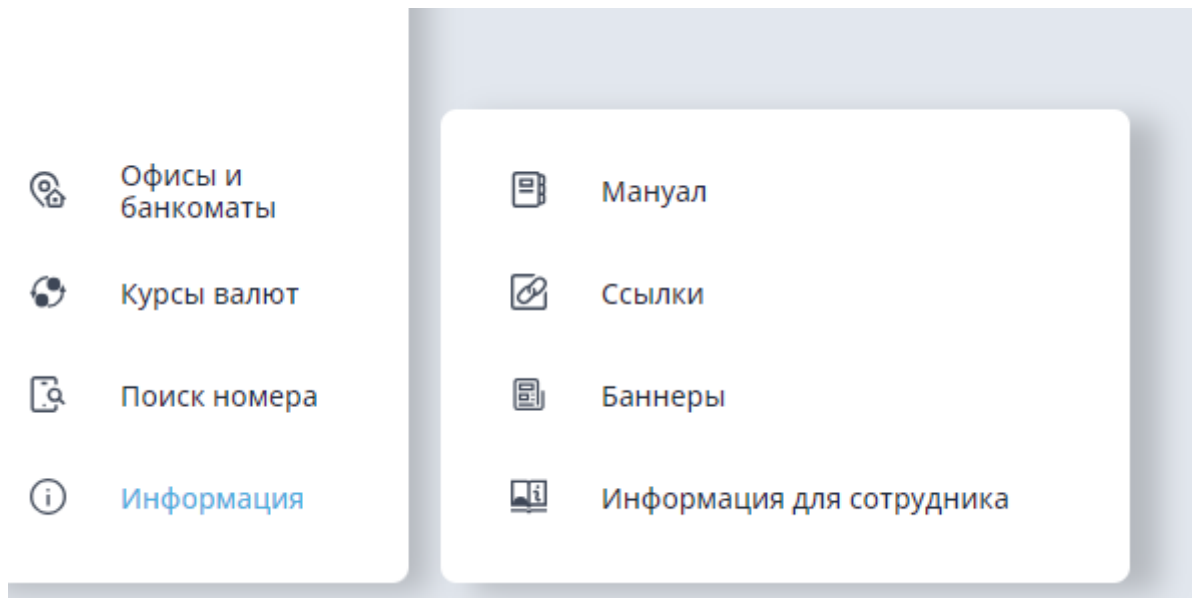 Офисы и
банкоматы
Курсы валют
Поиск номера
Информация
Мануал
Ссылки
Баннеры
Информация для сотрудника